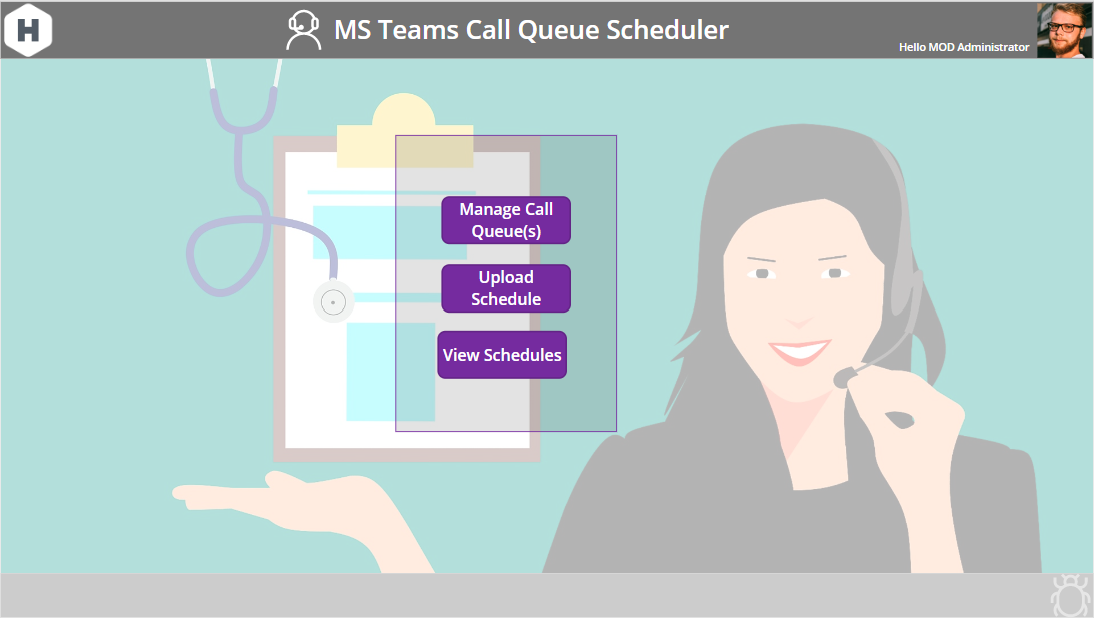 H
MS Teams Call Queue Scheduler
Hello MOD Administrator
Manage Call
Queue(s)
Upload
Schedule
View Schedules